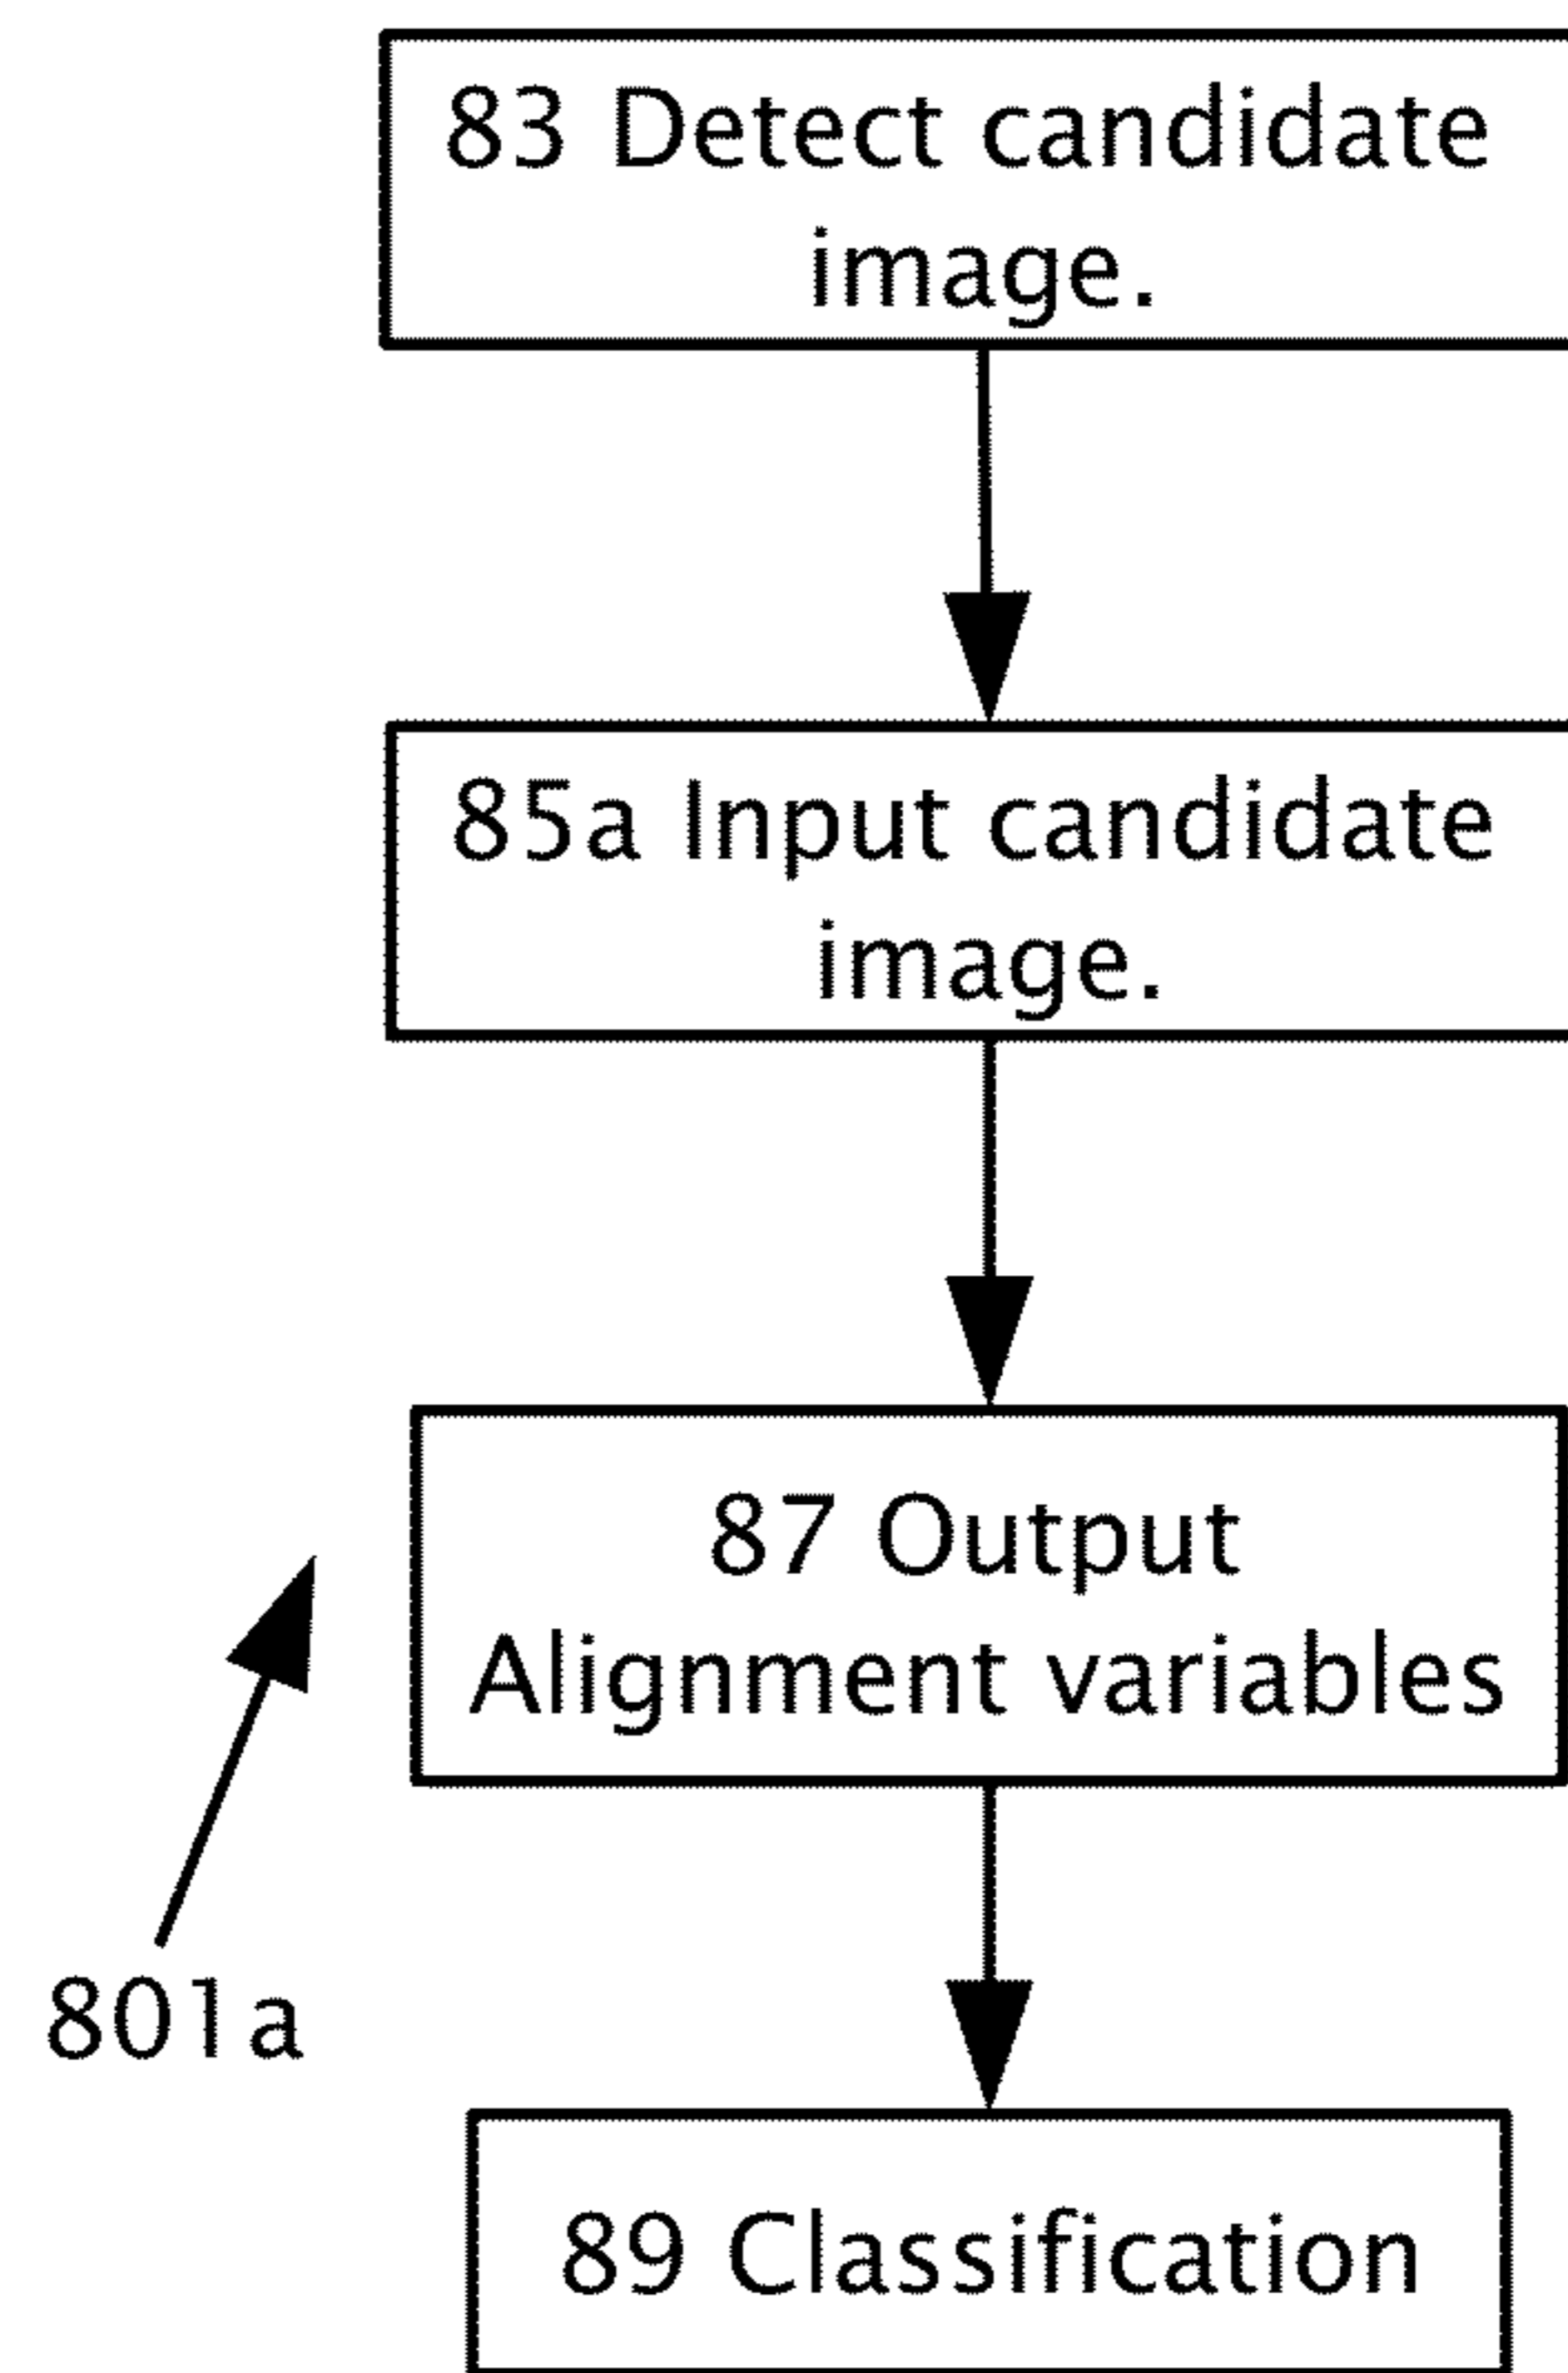 83 Detect candidate
image.
85a Input candidate
image.
87 Output
Alignment variables
801a
89 Classification